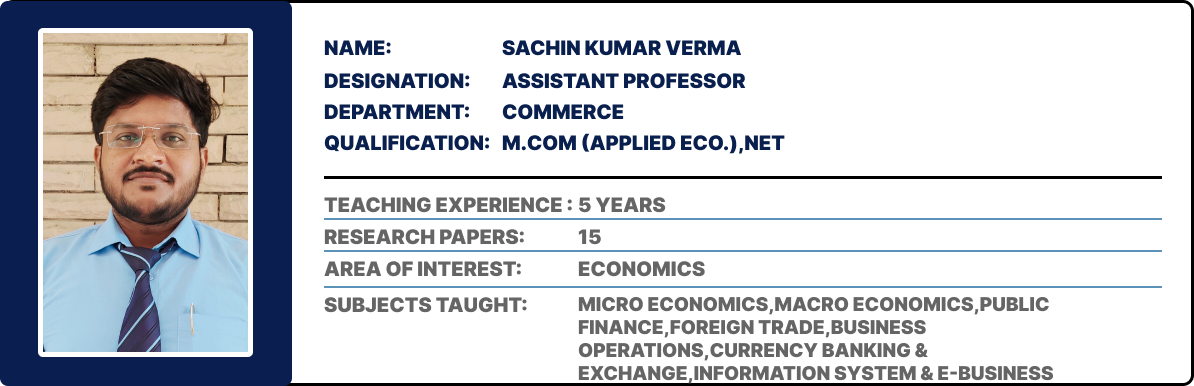 NAME: SACHIN KUMAR VERMA
DESIGNATION: ASSISTANT PROFESSOR
DEPARTMENT: COMMERCE
QUALIFICATION: M.COM (APPLIED ECO.),NET
TEACHING EXPERIENCE : 5 YEARS
RESEARCH PAPERS: 15
AREA OF INTEREST: ECONOMICS
SUBJECTS TAUGHT: MICRO ECONOMICS,MACRO ECONOMICS,PUBLIC
FINANCE,FOREIGN TRADE,BUSINESS
OPERATIONS,CURRENCY BANKING &
EXCHANGE,INFORMATION SYSTEM & E-BUSINESS